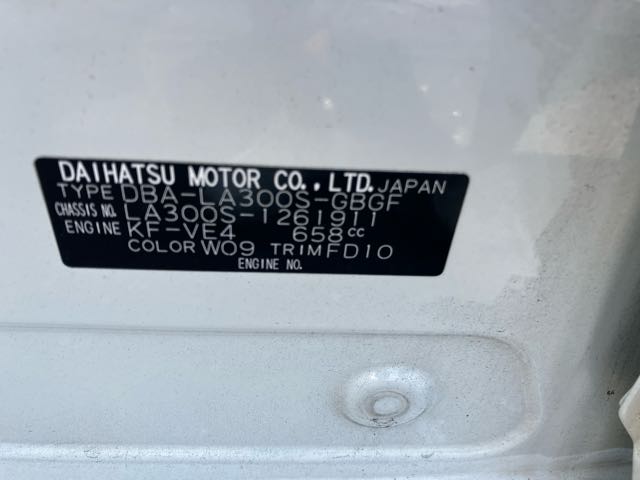 DAIHATSU MOTOR CO., LTD. JAPAN
TYPE DBA-LA300S-GBGF
CHASSIS NO. LA300S-1261911
ENGINE KF-VE4 658cc
COLOR W09 TRIM FD10
ENGINE NO.